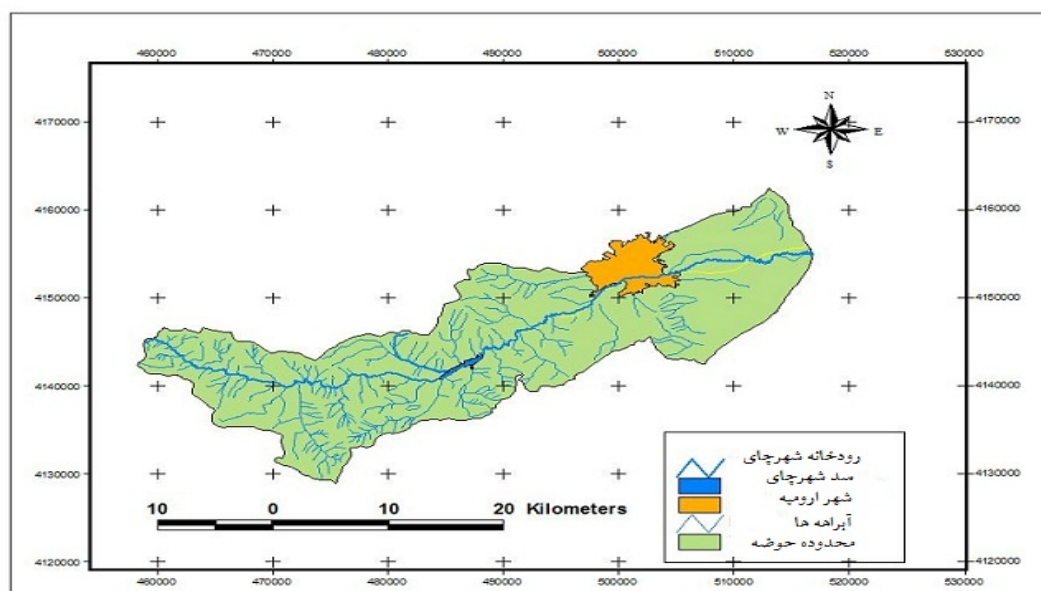 460000 470000 480000 490000 500000 510000 520000 530000
N
W E
S
4170000 4170000
4160000 4160000
4150000 4150000
4140000 4140000
4130000 4130000
4120000 4120000
رودخانه شهرچای
سد شهرچای
شهر ارومیه
آبراهه ها
محدوده حوضه
10 0 10 20 Kilometers
460000 470000 480000 490000 500000 510000 520000 530000